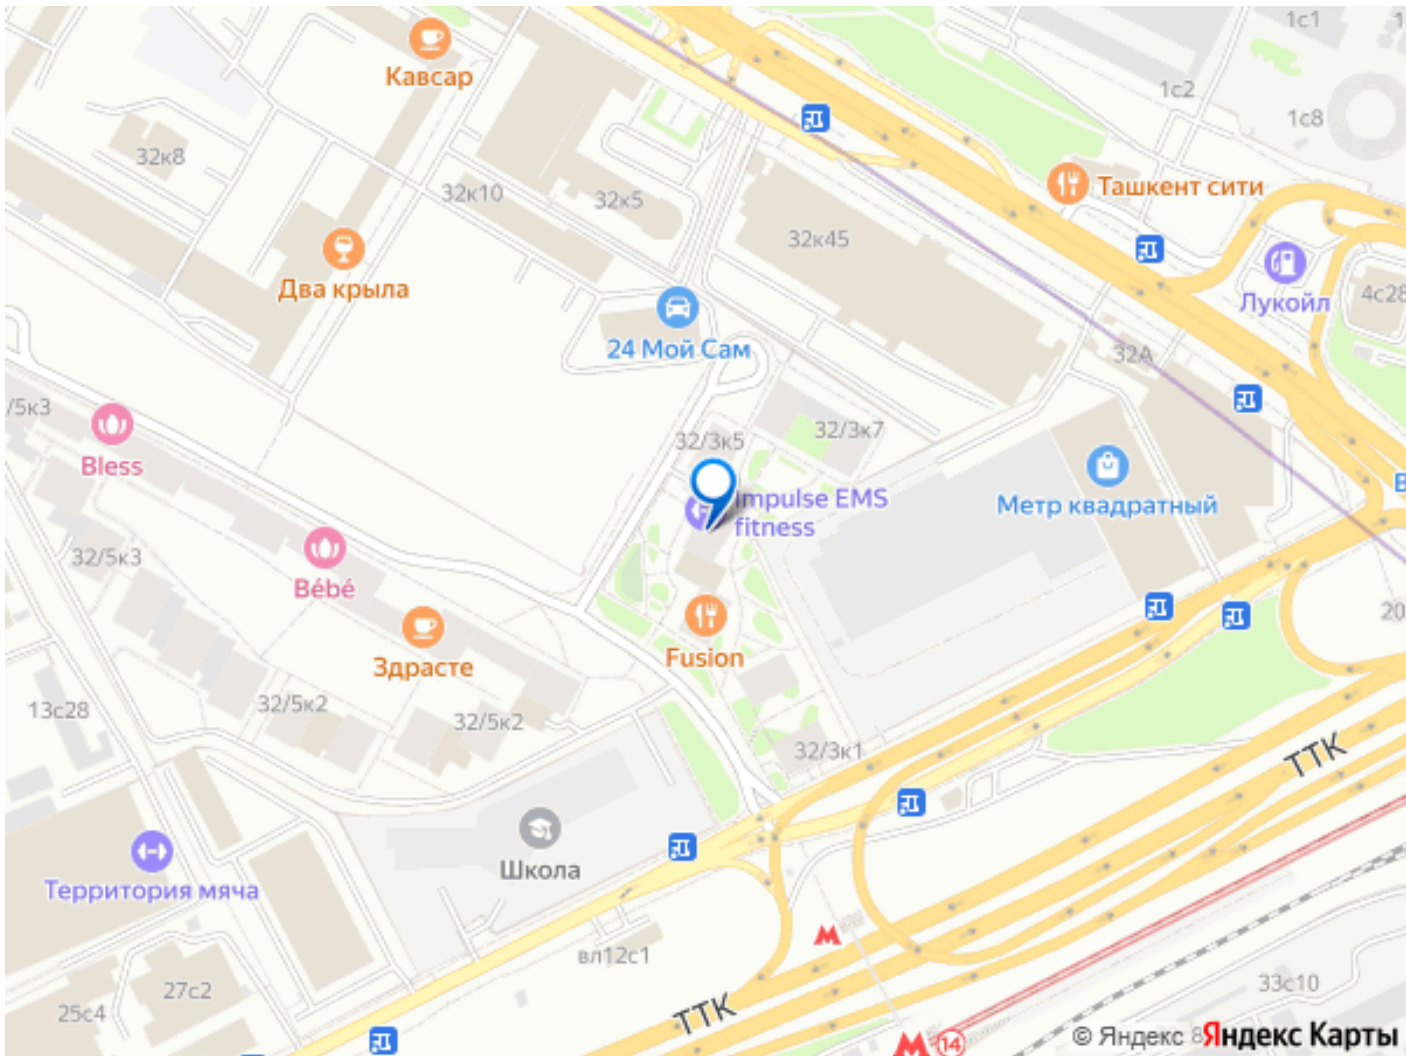 Кавсар
1с1
1с2
1с8
32к8
32к10
32к5
Ташкент сити
32к45
Два крыла
Лукойл
4с28
24 Мой Сам
32А
/5к3
Bless
32/3к5
32/3к7
Impulse EMS
fitness
Метр квадратный
32/5к3
Bébé
Здрасте
Fusion
20
13с28
32/5к2
32/5к2
32/3к1
ТТК
Школа
Территория мяча
вл12с1
27с2
25с4
33с10
ТТК
14
© Яндекс 8
Яндекс Карты